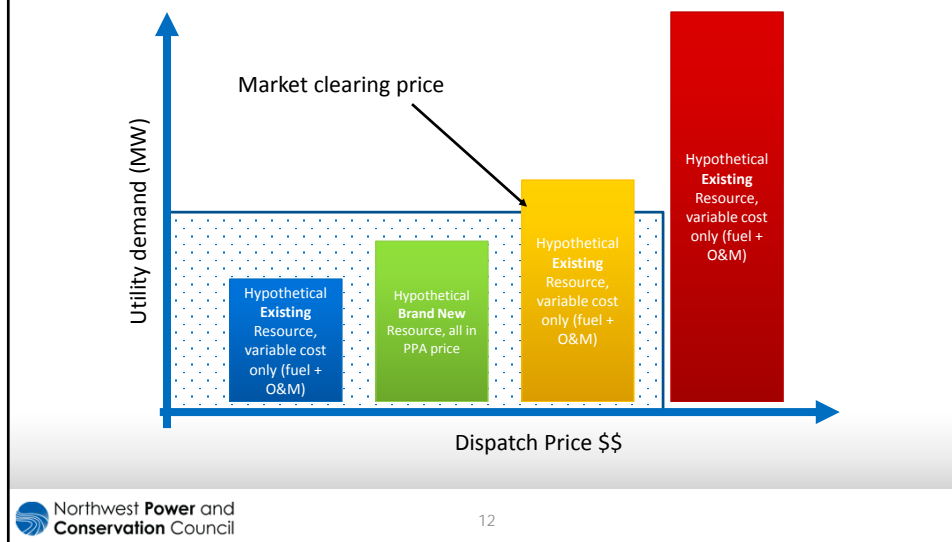 Market clearing price
Utility demand (MW)
Hypothetical
Existing
Resource,
variable cost
only (fuel +
O&M)
Hypothetical
Brand New
Resource, all in
PPA price
Hypothetical
Existing
Resource,
variable cost
only (fuel +
O&M)
Hypothetical
Existing
Resource,
variable cost
only (fuel +
O&M)
Dispatch Price $$
Northwest Power and
Conservation Council
12